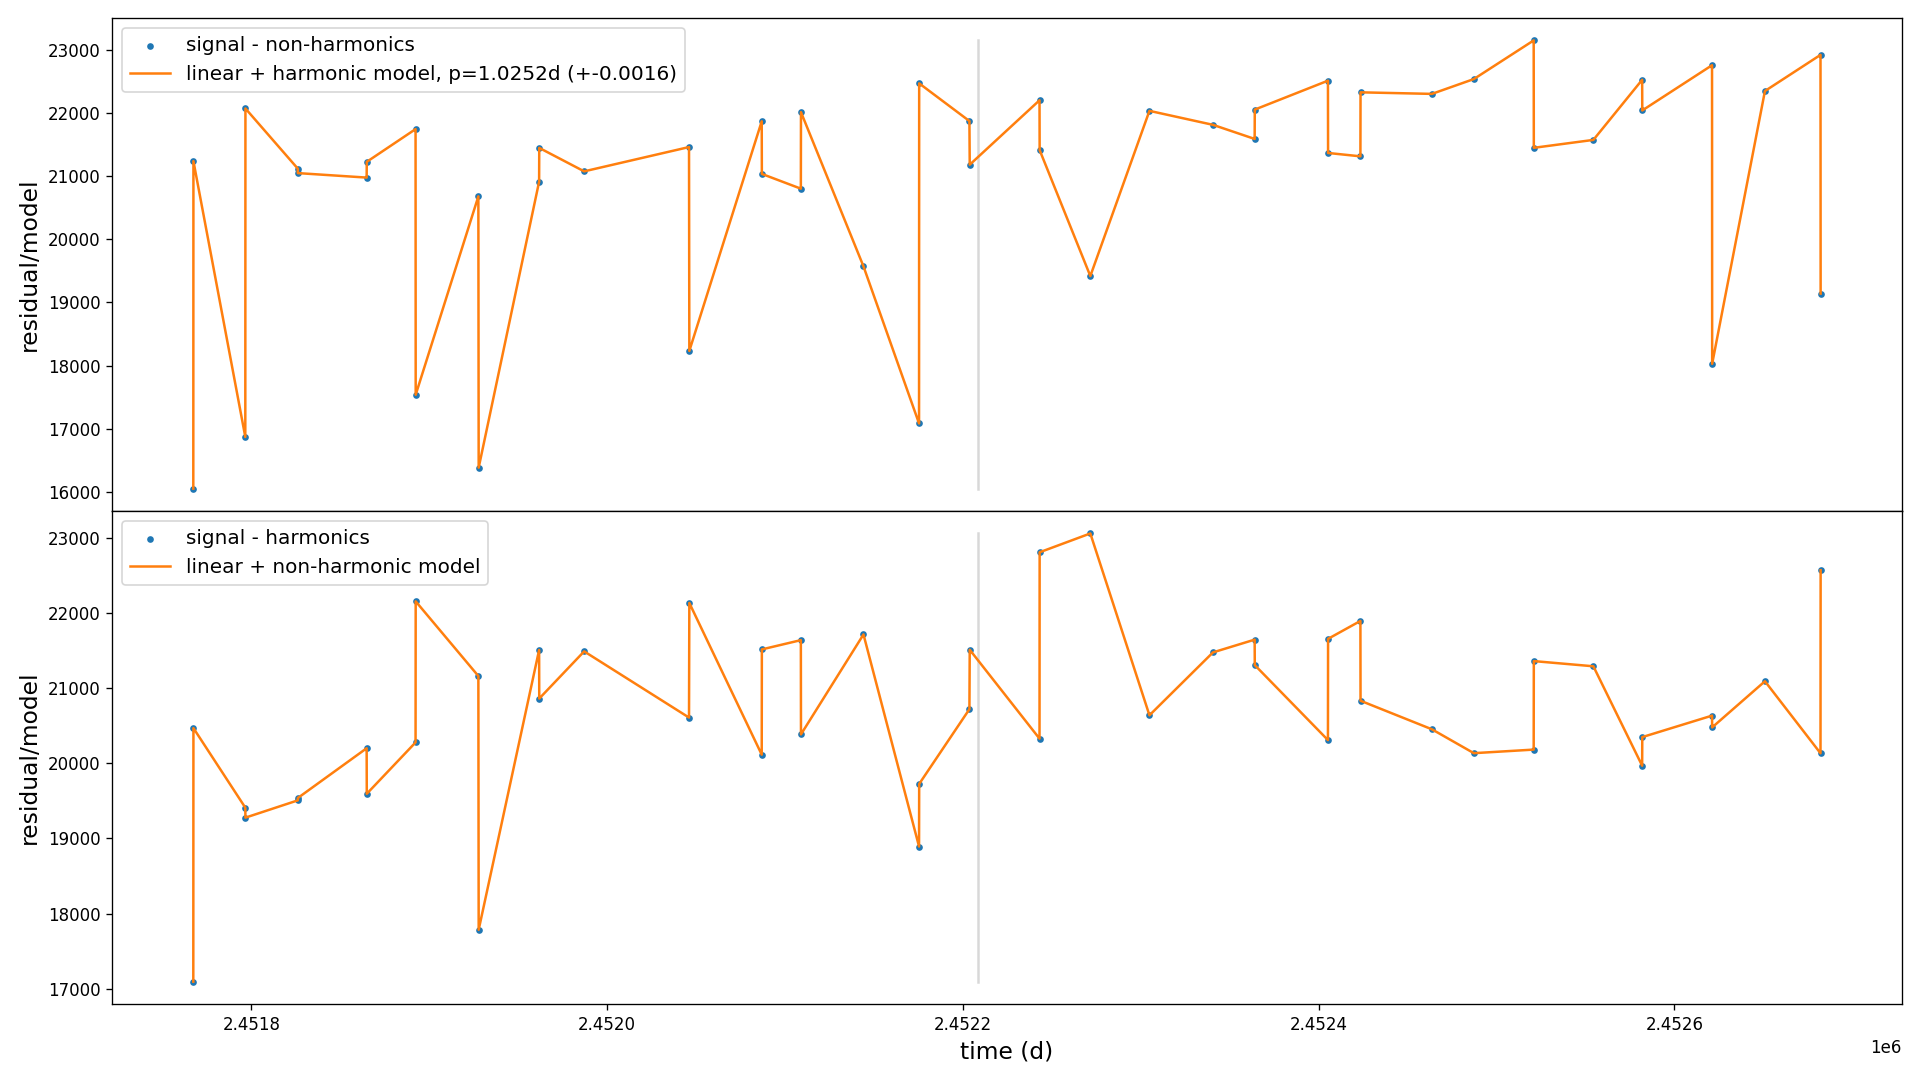 signal - non-harmonics
linear + harmonic model, p=1.0252d (+-0.0016)
23000
22000
21000
20000
19000
18000
17000
16000
residual/model
signal - harmonics
linear + non-harmonic model
23000
22000
21000
20000
19000
18000
17000
residual/model
2.4518
2.4520
2.4522
2.4524
2.4526
1e6
time (d)